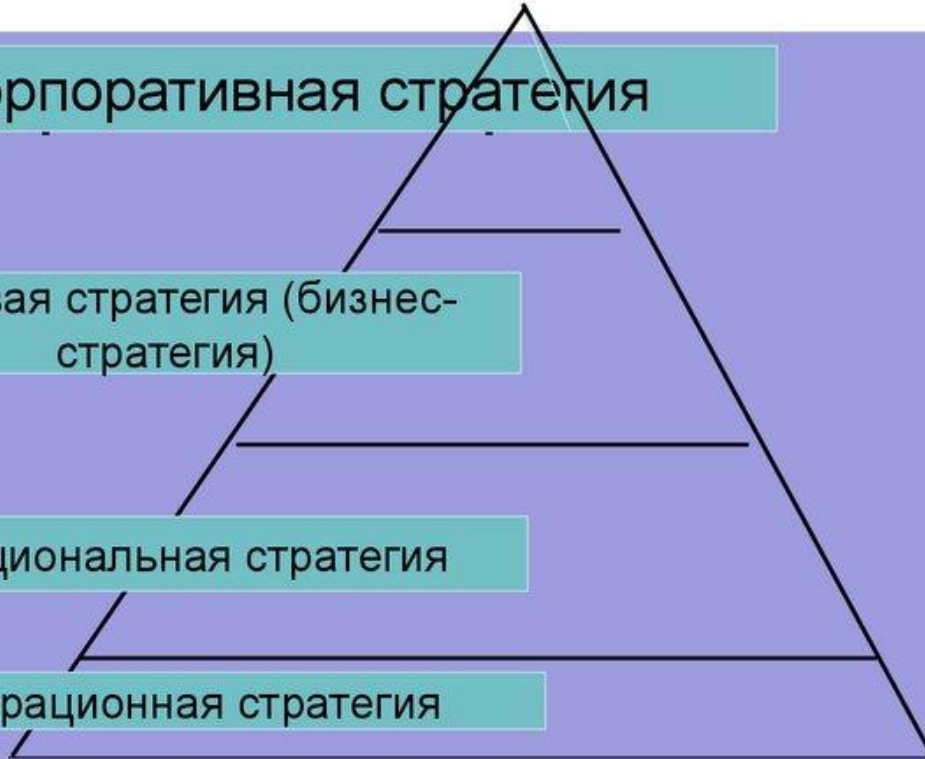 орпоративная стратегия
вая стратегия (бизнес-
стратегия)
циональная стратегия
рационная стратегия